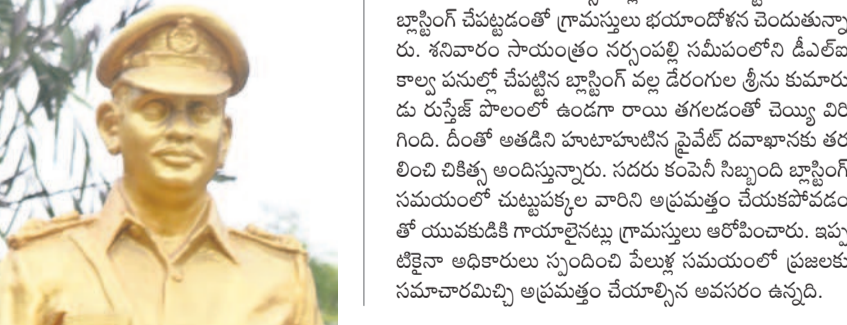 బ్లాస్టింగ్ చేపట్టడంతో గ్రామస్తులు భయాందోళన చెందుతున్నా
రు. శనివారం సాయంత్రం నర్సంపల్లి సమీపంలోని డీఎల్ఐ
కాల్వ పనుల్లో చేపట్టిన బ్లాస్టింగ్ వల్ల డేరంగుల శ్రీను కుమారు
డు రుస్తేజ్ పొలంలో ఉండగా రాయి తగలడంతో చెయ్యి విరి
గింది. దీంతో అతడిని హుటాహుటిన ప్రైవేట్ దవాఖానకు తర
లించి చికిత్స అందిస్తున్నారు. సదరు కంపెనీ సిబ్బంది బ్లాస్టింగ్
సమయంలో చుట్టుపక్కల వారిని అప్రమత్తం చేయకపోవడం
తో యువకుడికి గాయాలైనట్లు గ్రామస్తులు ఆరోపించారు. ఇప్ప
టికైనా అధికారులు స్పందించి పేలుళ్ల సమయంలో ప్రజలకు
సమాచారమిచ్చి అప్రమత్తం చేయాల్సిన అవసరం ఉన్నది.